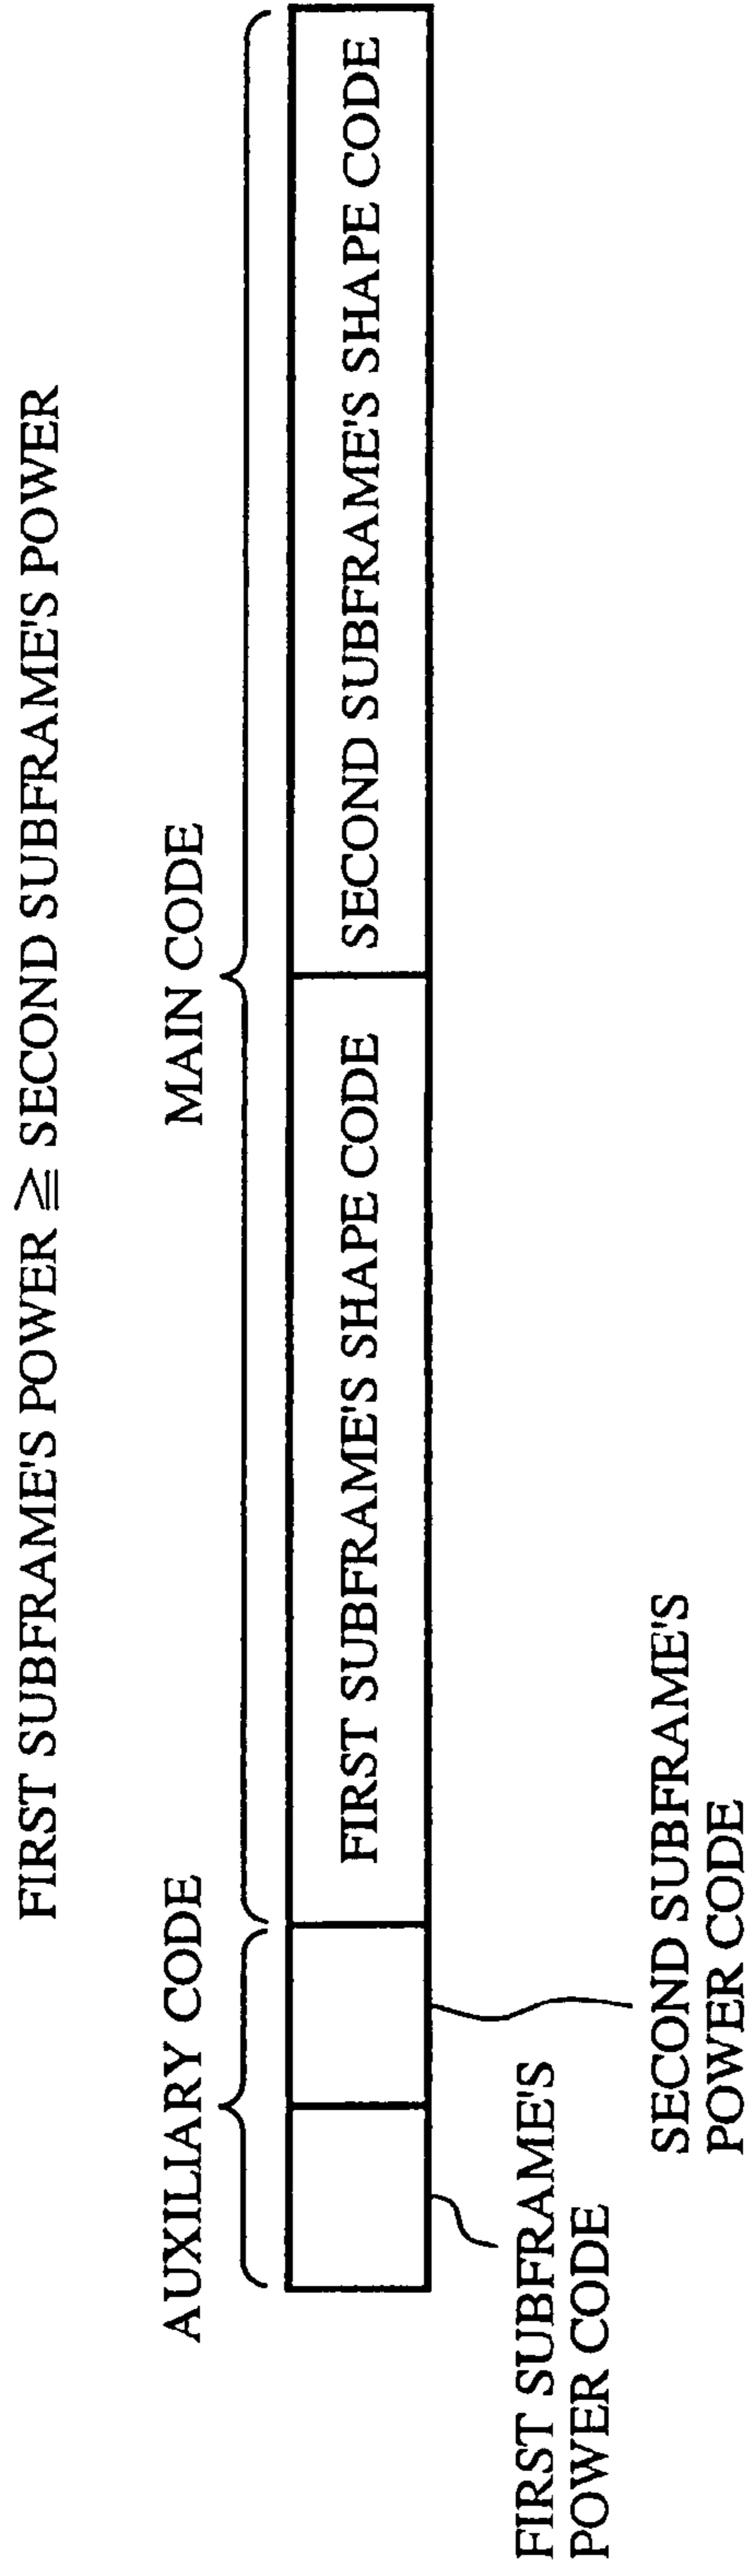 FIRST SUBFRAME'S POWER ≧ SECOND SUBFRAME'S POWER
AUXILIARY CODE
MAIN CODE
FIRST SUBFRAME'S SHAPE CODE
SECOND SUBFRAME'S SHAPE CODE
FIRST SUBFRAME'S
POWER CODE
SECOND SUBFRAME'S
POWER CODE